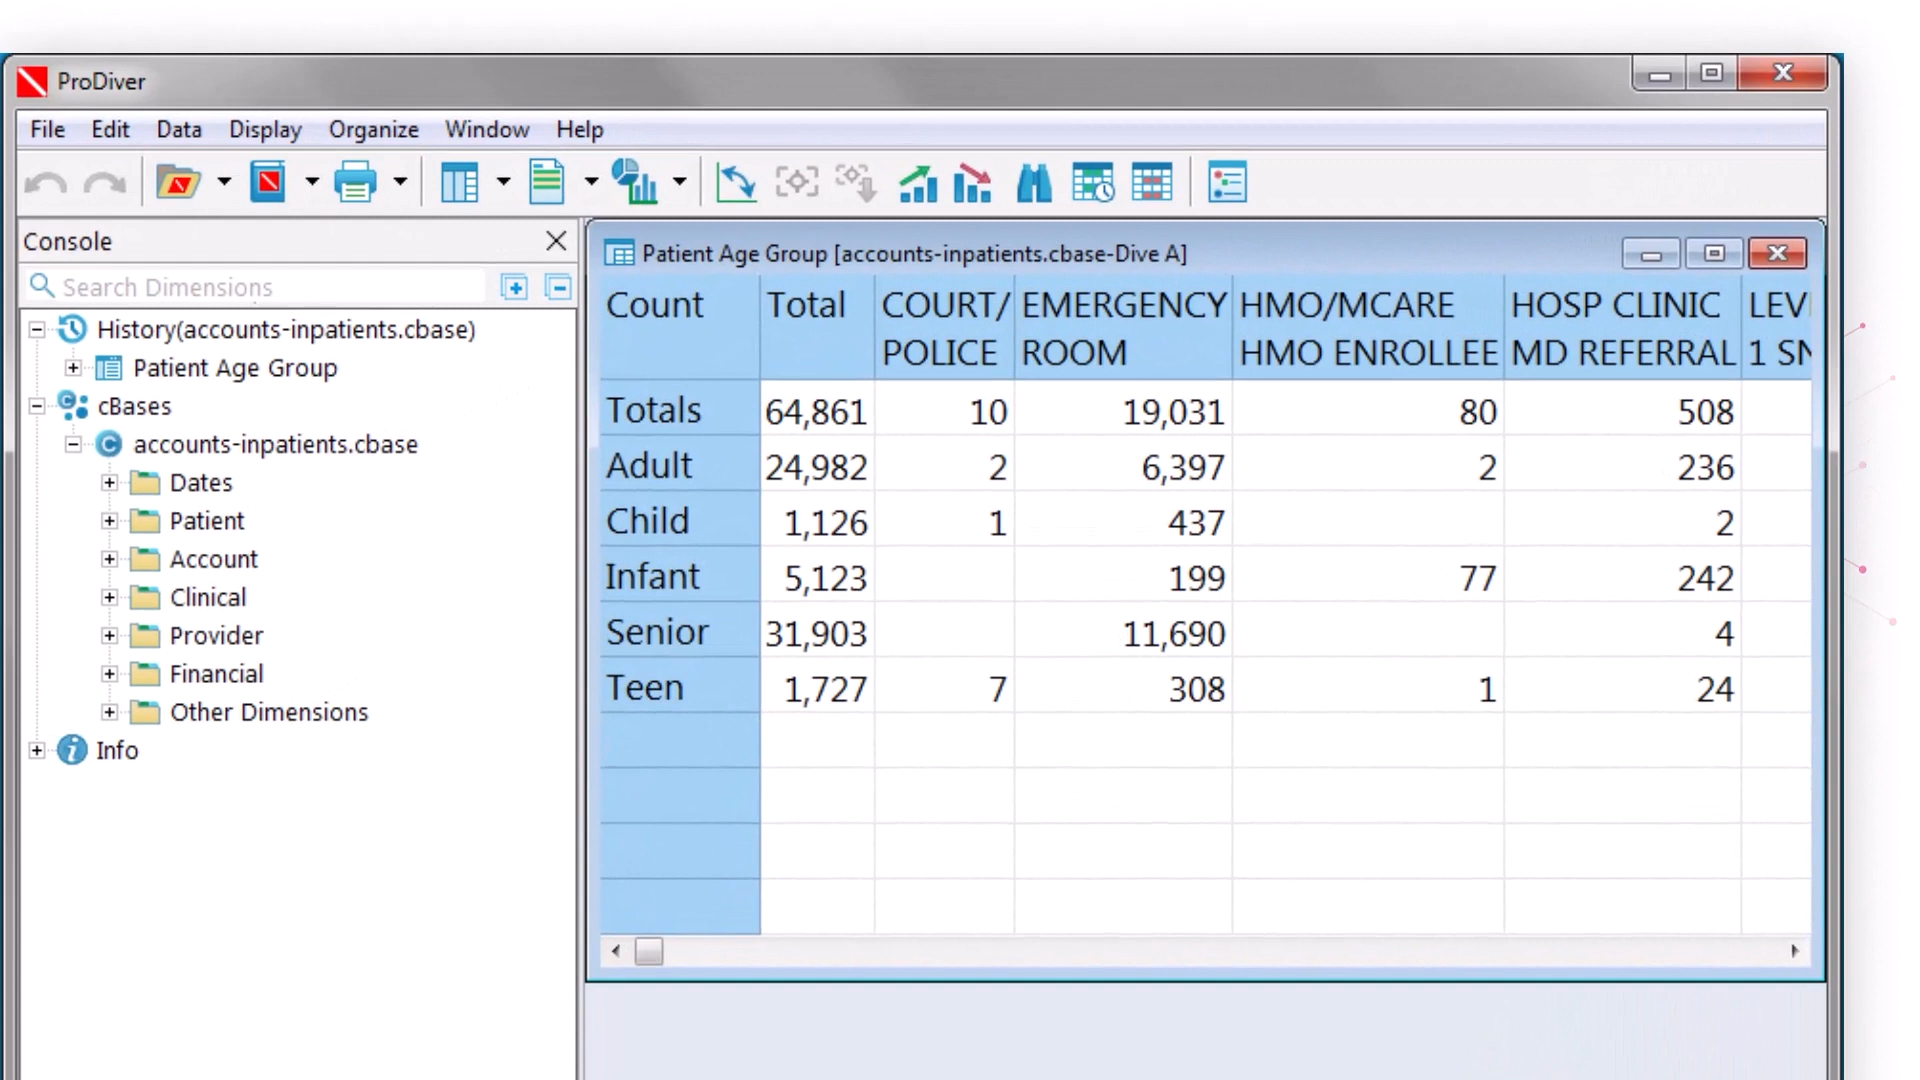 ProDiver
File Edit Data Display Organize Window Help
Console
Search Dimensions
History(accounts-inpatients.cbase)
Patient Age Group
cBases
accounts-inpatients.cbase
Dates
Patient
Account
Clinical
Provider
Financial
Other Dimensions
Info
Patient Age Group [accounts-inpatients.cbase-Dive A]
Count Total COURT/ EMERGENCY HMO/MCARE HOSP CLINIC
POLICE ROOM HMO ENROLLEE MD REFERRAL 1
Totals 64,861 10 19,031 80 508
Adult 24,982 2 6,397 2 236
Child 1,126 1 437 2
Infant 5,123 199 77 242
Senior 31,903 11,690 4
Teen 1,727 7 308 1 24